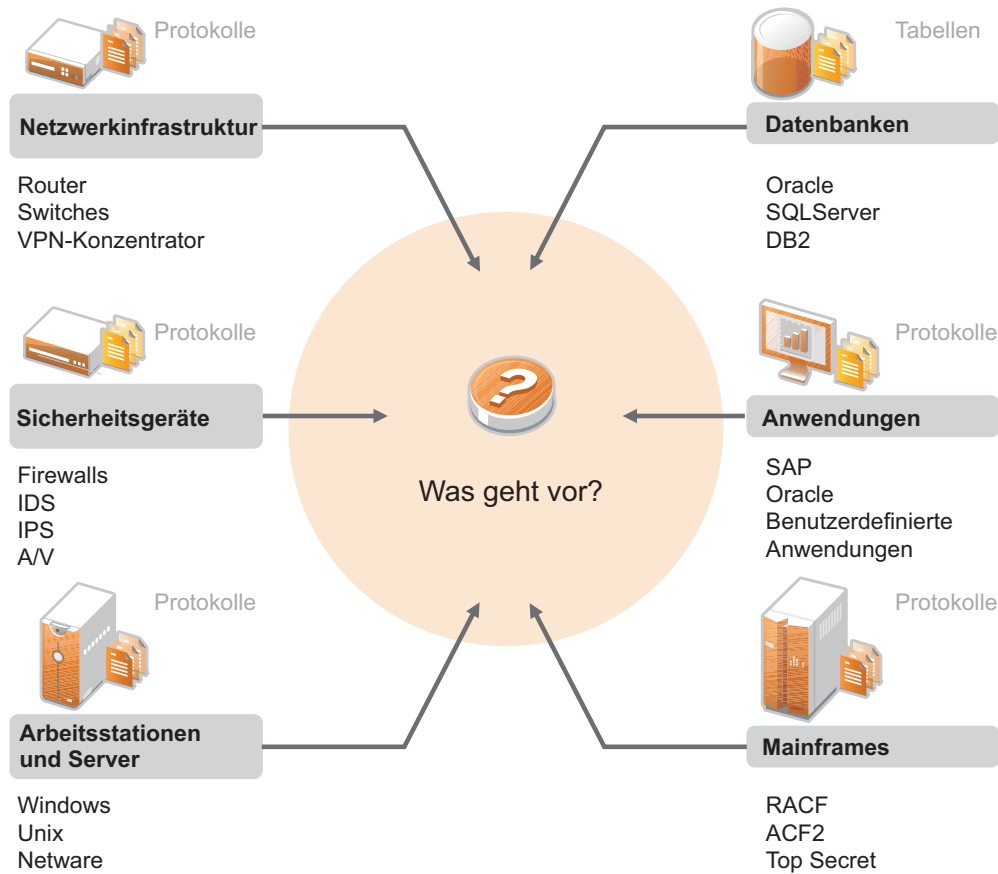 Protokolle
Netzwerkinfrastruktur
Router
Switches
VPN-Konzentrator
Tabellen
Datenbanken
Oracle
SQLServer
DB2
Protokolle
Sicherheitsgeräte
Firewalls
IDS
IPS
A/V
?
Was geht vor?
Protokolle
Anwendungen
SAP
Oracle
Benutzerdefinierte
Anwendungen
Protokolle
Arbeitsstationen
und Server
Windows
Unix
Netware
Protokolle
Mainframes
RACF
ACF2
Top Secret